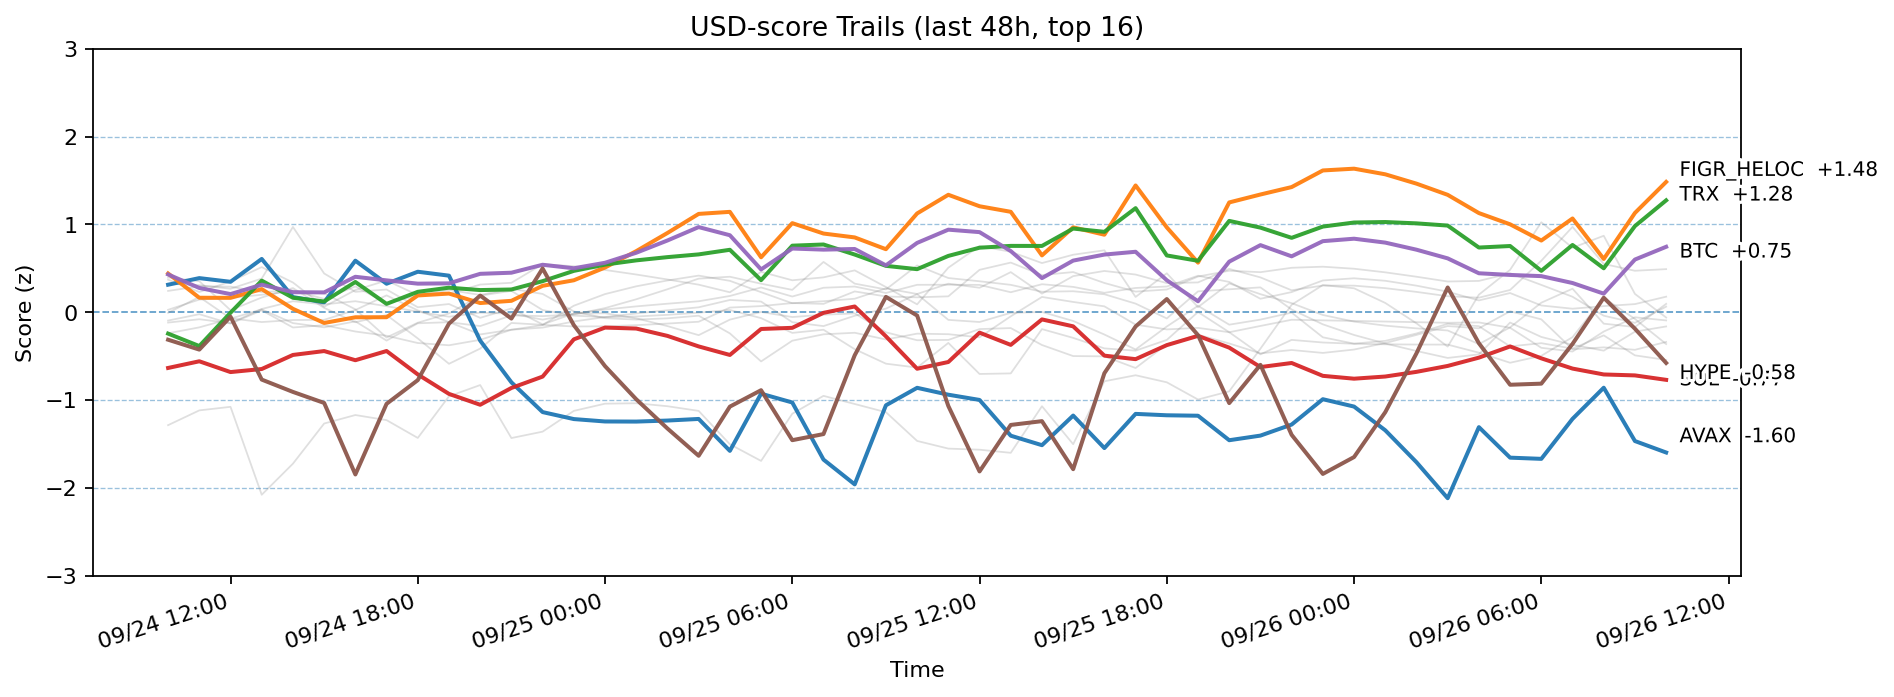 USD-score Trails (last 48h, top 16)
3
2
1
0
−1
−2
−3
Score (z)
FIGR_HELOC +1.48
TRX +1.28
BTC +0.75
HYPE -0.58
SOL -0.77
AVAX -1.60
09/24 12:00
09/24 18:00
09/25 00:00
09/25 06:00
09/25 12:00
09/25 18:00
09/26 00:00
09/26 06:00
09/26 12:00
Time